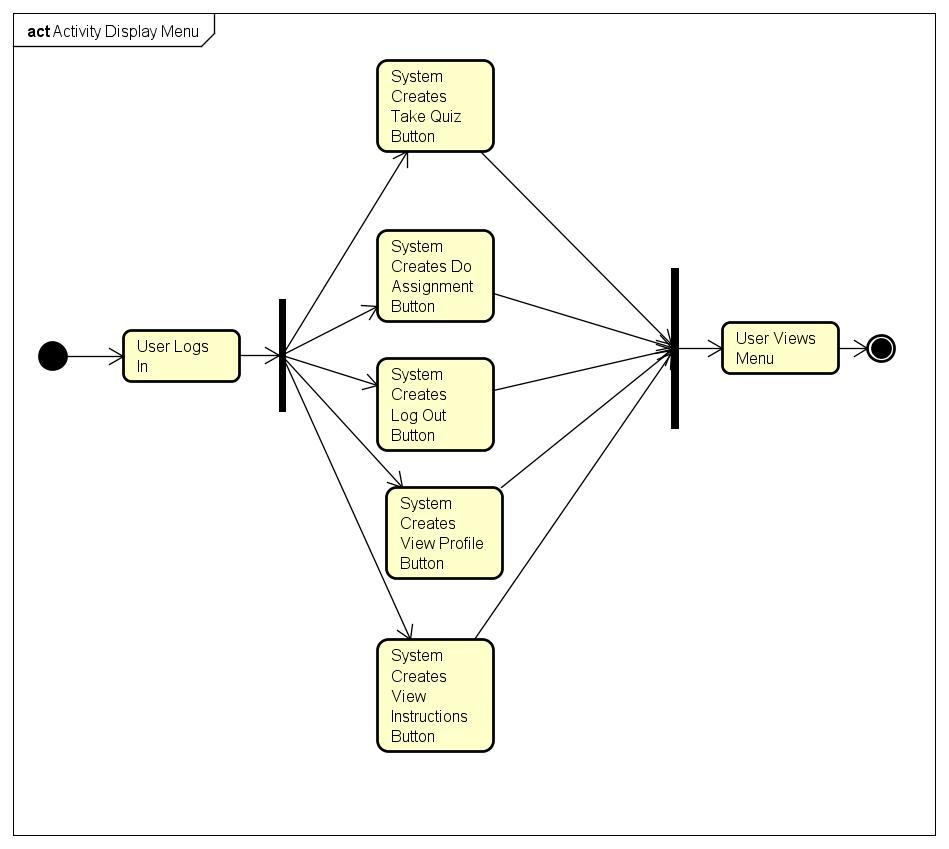 act Activity Display Menu
System
Creates
Take Quiz
Button
System
Creates Do
Assignment
Button
User Logs
In
System
Creates
Log Out
Button
User Views
Menu
System
Creates
View Profile
Button
System
Creates
View
Instructions
Button